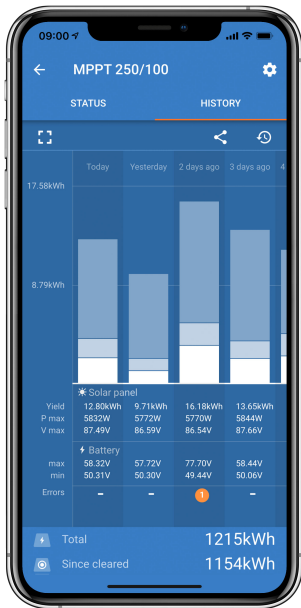 09:00
MPPT 250/100
STATUS HISTORY
Today Yesterday 2 days ago 3 days ago 4
17.58kWh
8.79kWh
Solar panel
Yield 12.80kWh 9.71kWh 16.18kWh 13.65kWh
P max 5832W 5772W 5770W 5844W
V max 87.49V 86.59V 86.54V 87.66V
Battery
max 58.32V 57.72V 77.70V 58.44V
min 50.31V 50.30V 49.44V 50.06V
Errors – – 1 –
Total 1215kWh
Since cleared 1154kWh